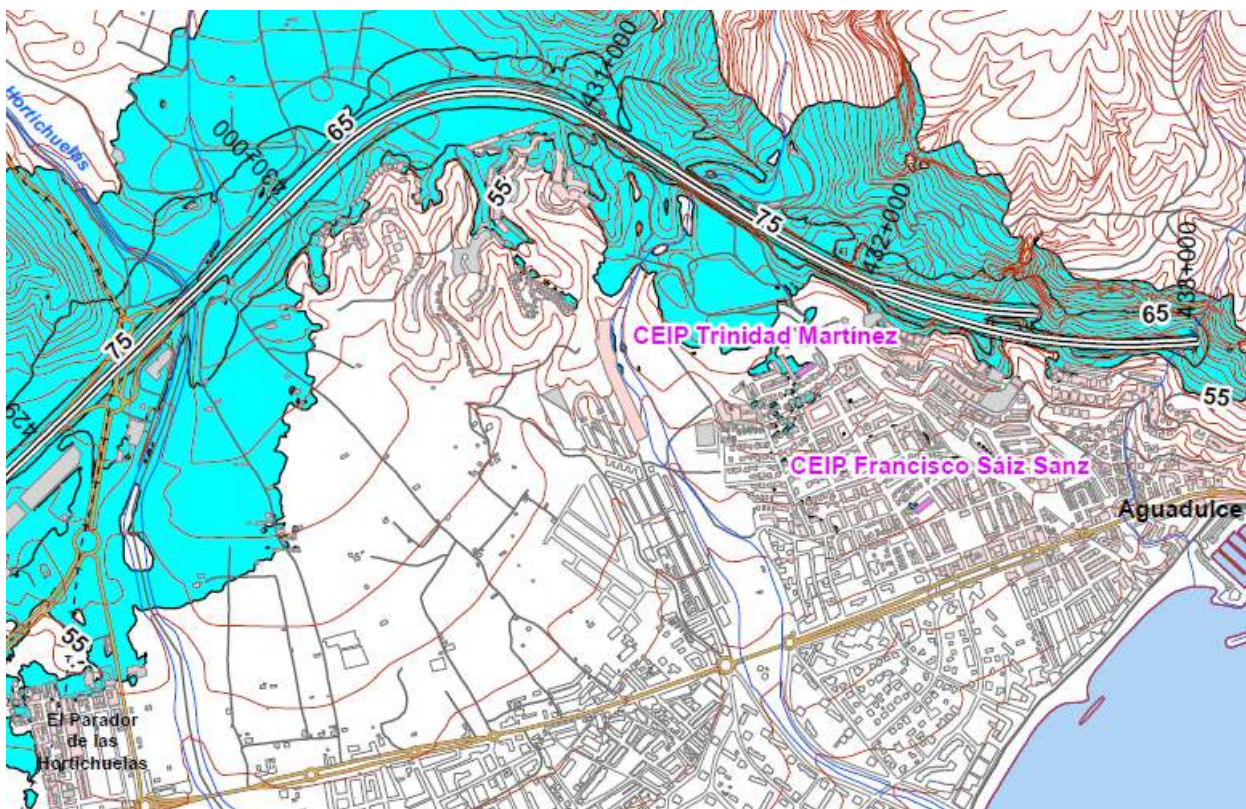 Hortichuelas
430+000
65
431+000
55
75
432+000
433+000
65
CEIP Trinidad Martínez
75
55
429
CEIP Francisco Sáiz Sanz
Aguadulce
55
El Parador
de las
Hortichuelas